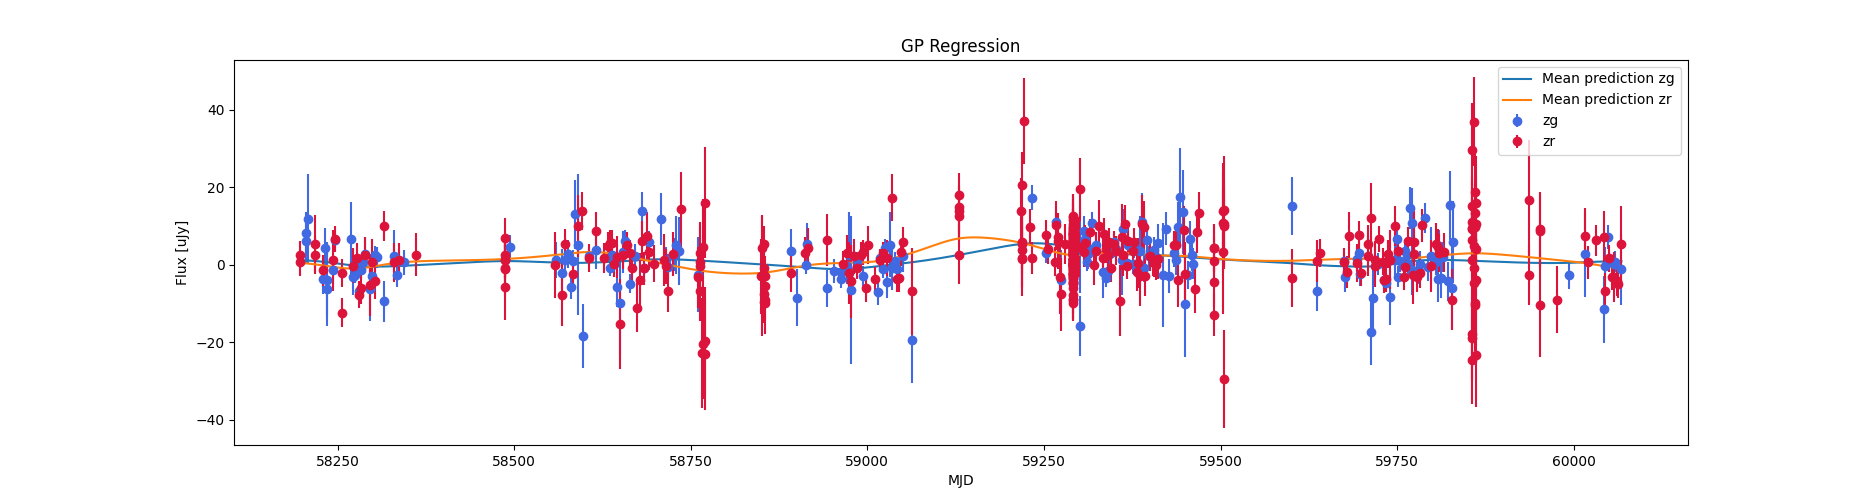 GP Regression
Flux [uJy]
40
20
0
−20
−40
Mean prediction zg
Mean prediction zr
zg
zr
58250
58500
58750
59000
59250
59500
59750
60000
MJD